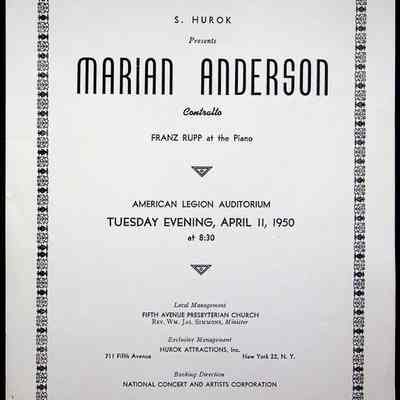 S. HUROK
Presents
MARIAN ANDERSON
Contralto
FRANZ RUPP at the Piano
AMERICAN LEGION AUDITORIUM
TUESDAY EVENING, APRIL 11, 1950
at 8:30
Local Management
FIFTH AVENUE PRESBYTERIAN CHURCH
REV. WM. JAS. SIMMONS, Minister
Exclusive Management
HUROK ATTRACTIONS, Inc.
711 Fifth Avenue New York 22, N. Y.
Booking Direction
NATIONAL CONCERT AND ARTISTS CORPORATION